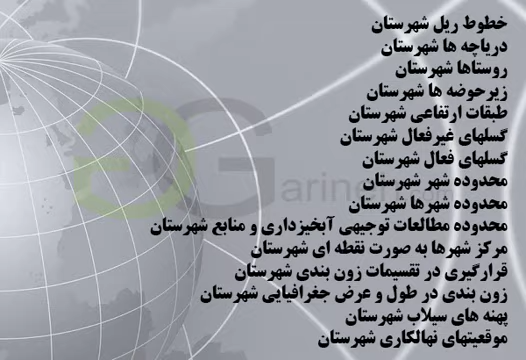 خطوط ریل شهرستان
دریاچه ها شهرستان
روستاها شهرستان
زیرحوضه ها شهرستان
طبقات ارتفاعی شهرستان
گسلهای غیرفعال شهرستان
گسلهای فعال شهرستان
محدوده شهر شهرستان
محدوده شهرها شهرستان
محدوده مطالعات توجیهی آبخیزداری و منابع شهرستان
مرکز شهرها به صورت نقطه ای شهرستان
قرارگیری در تقسیمات زون بندی شهرستان
زون بندی در طول و عرض جغرافیایی شهرستان
پهنه های سیلاب شهرستان
موقعیتهای نهالکاری شهرستان